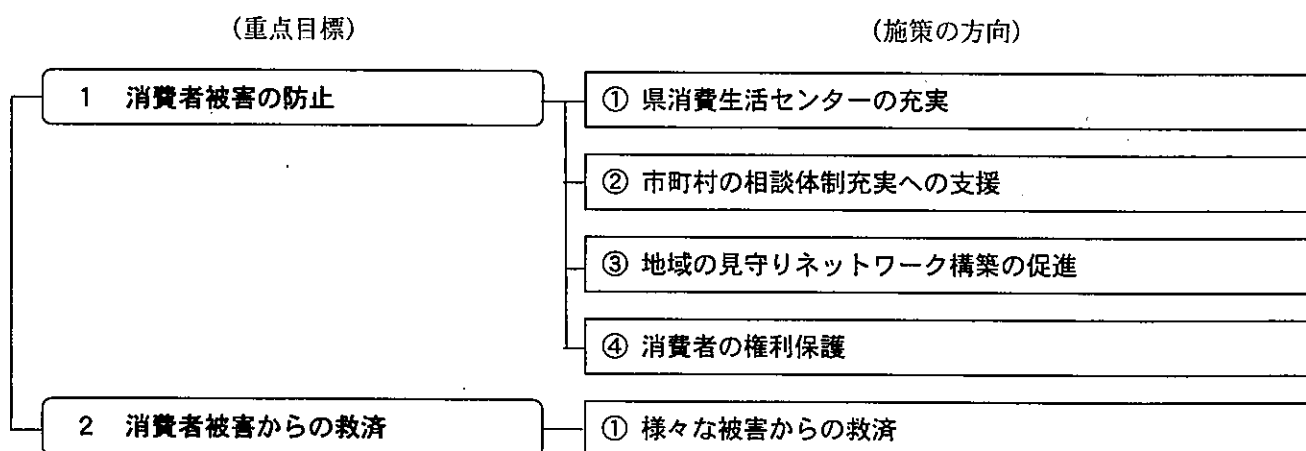 (重点目標) (施策の方向)
1 消費者被害の防止
① 県消費生活センターの充実
② 市町村の相談体制充実への支援
③ 地域の見守りネットワーク構築の促進
④ 消費者の権利保護
2 消費者被害からの救済
① 様々な被害からの救済